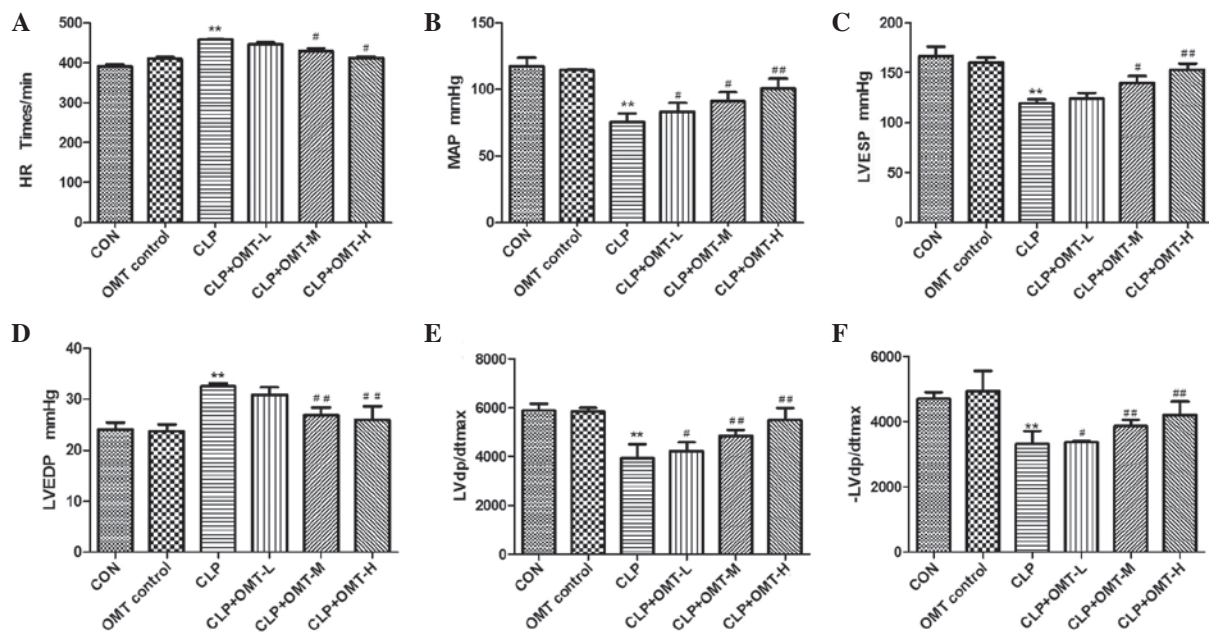 A
HR Times/min
500
400
300
200
100
0
**
#
#
CON
OMT control
CLP
CLP+OMT-L
CLP+OMT-M
CLP+OMT-H
B
MAP mmHg
150
100
50
0
**
#
#
##
CON
OMT control
CLP
CLP+OMT-L
CLP+OMT-M
CLP+OMT-H
C
LVESP mmHg
200
150
100
50
0
**
#
##
CON
OMT control
CLP
CLP+OMT-L
CLP+OMT-M
CLP+OMT-H
D
LVEDP mmHg
40
30
20
10
0
**
# #
# #
CON
OMT control
CLP
CLP+OMT-L
CLP+OMT-M
CLP+OMT-H
E
LVdp/dtmax
8000
6000
4000
2000
0
**
#
##
##
CON
OMT control
CLP
CLP+OMT-L
CLP+OMT-M
CLP+OMT-H
F
-LVdp/dtmax
6000
4000
2000
0
**
#
##
##
CON
OMT control
CLP
CLP+OMT-L
CLP+OMT-M
CLP+OMT-H